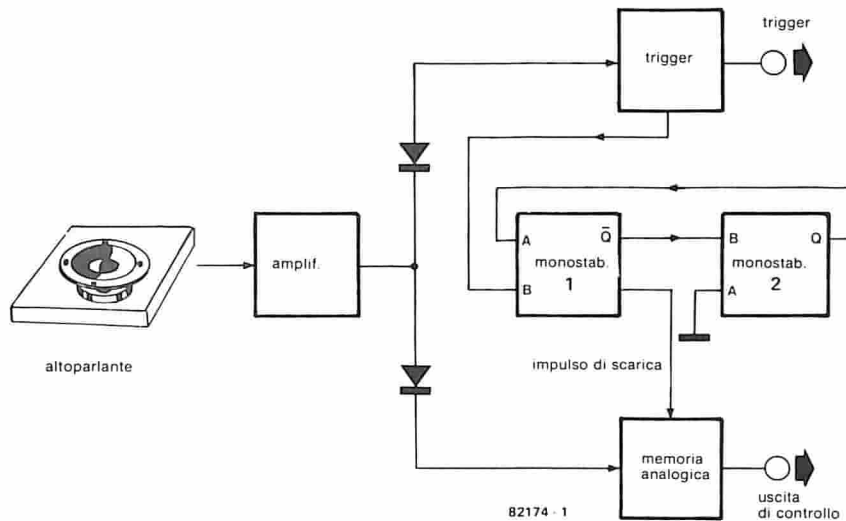 trigger
trigger
amplif.
altoparlante
A Q̄
monostab.
1
B
B Q
monostab.
A 2
impulso di scarica
memoria
analogica
uscita
di controllo
82174 - 1